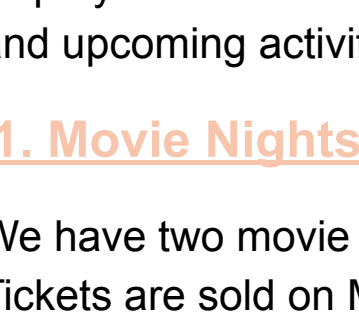 and upcoming activit
1. Movie Nights
We have two movie
Tickets are sold on M